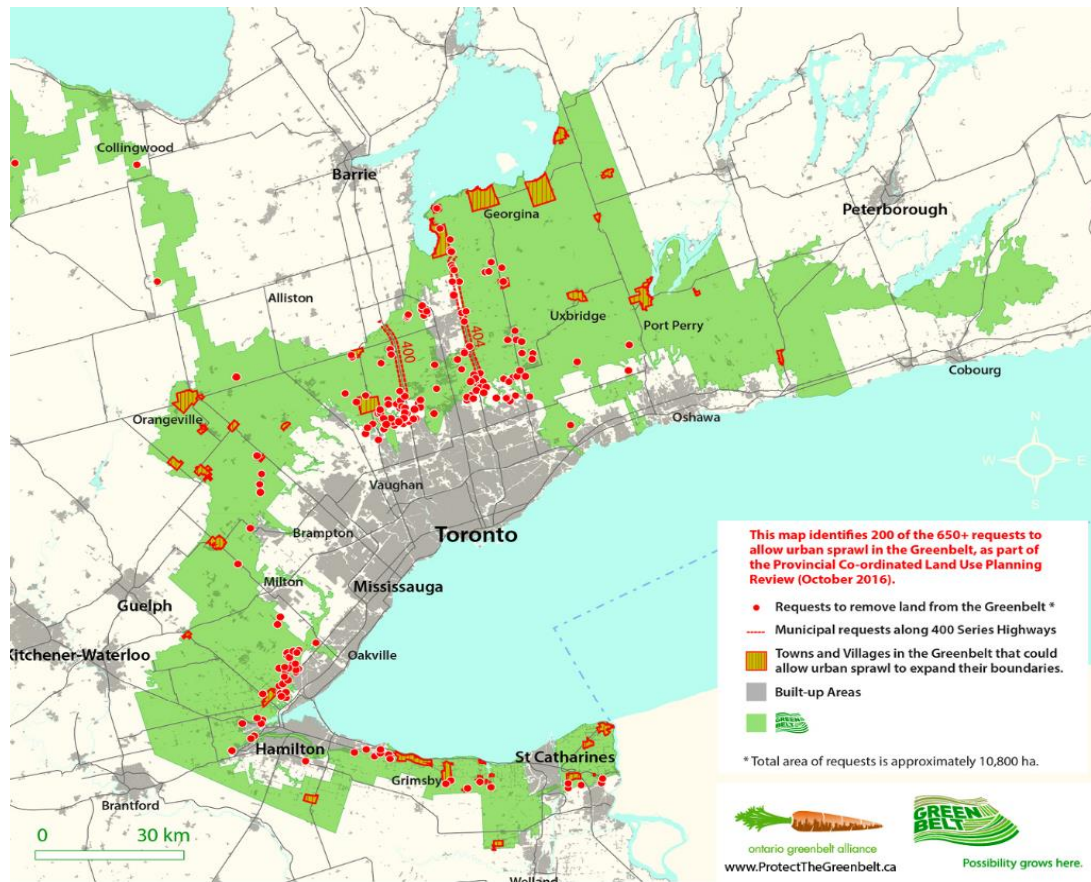 Collingwood
Barrie
Georgina
Peterborough
Alliston
Uxbridge
Port Perry
400
404
Cobourg
Orangeville
Oshawa
Vaughan
Brampton
Toronto
Milton
Mississauga
Guelph
Kitchener-Waterloo
Oakville
Hamilton
St Catharines
Grimsby
Brantford
Welland
0 30 km
N
W E
S
This map identifies 200 of the 650+ requests to
allow urban sprawl in the Greenbelt, as part of
the Provincial Co-ordinated Land Use Planning
Review (October 2016).
Requests to remove land from the Greenbelt *
Municipal requests along 400 Series Highways
Towns and Villages in the Greenbelt that could
allow urban sprawl to expand their boundaries.
Built-up Areas
GREEN
BELT
* Total area of requests is approximately 10,800 ha.
ontario greenbelt alliance
www.ProtectTheGreenbelt.ca
GREEN
BELT
Possibility grows here.